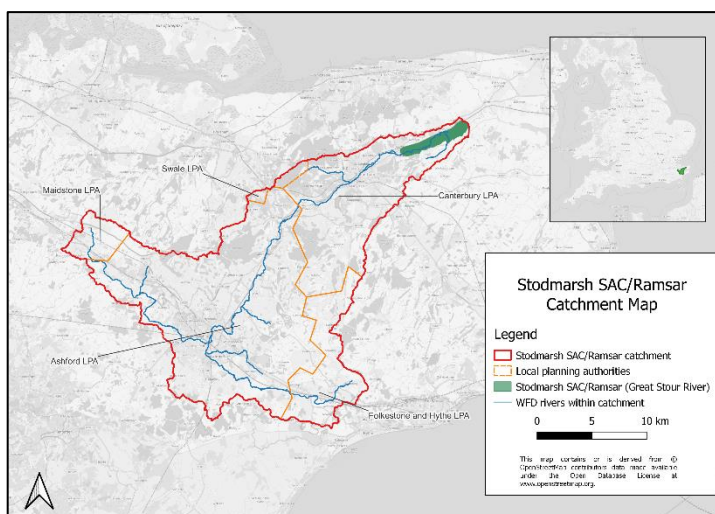 Swale LPA
Maidstone LPA
Canterbury LPA
Ashford LPA
Folkestone and Hythe LPA
Stodmarsh SAC/Ramsar
Catchment Map
Legend
Stodmarsh SAC/Ramsar catchment
Local planning authorities
Stodmarsh SAC/Ramsar (Great Stour River)
WFD rivers within catchment
0 5 10 km
This map contains or is derived from ©
OpenStreetMap contributors data made available
under the Open Database License at
www.openstreetmap.org.